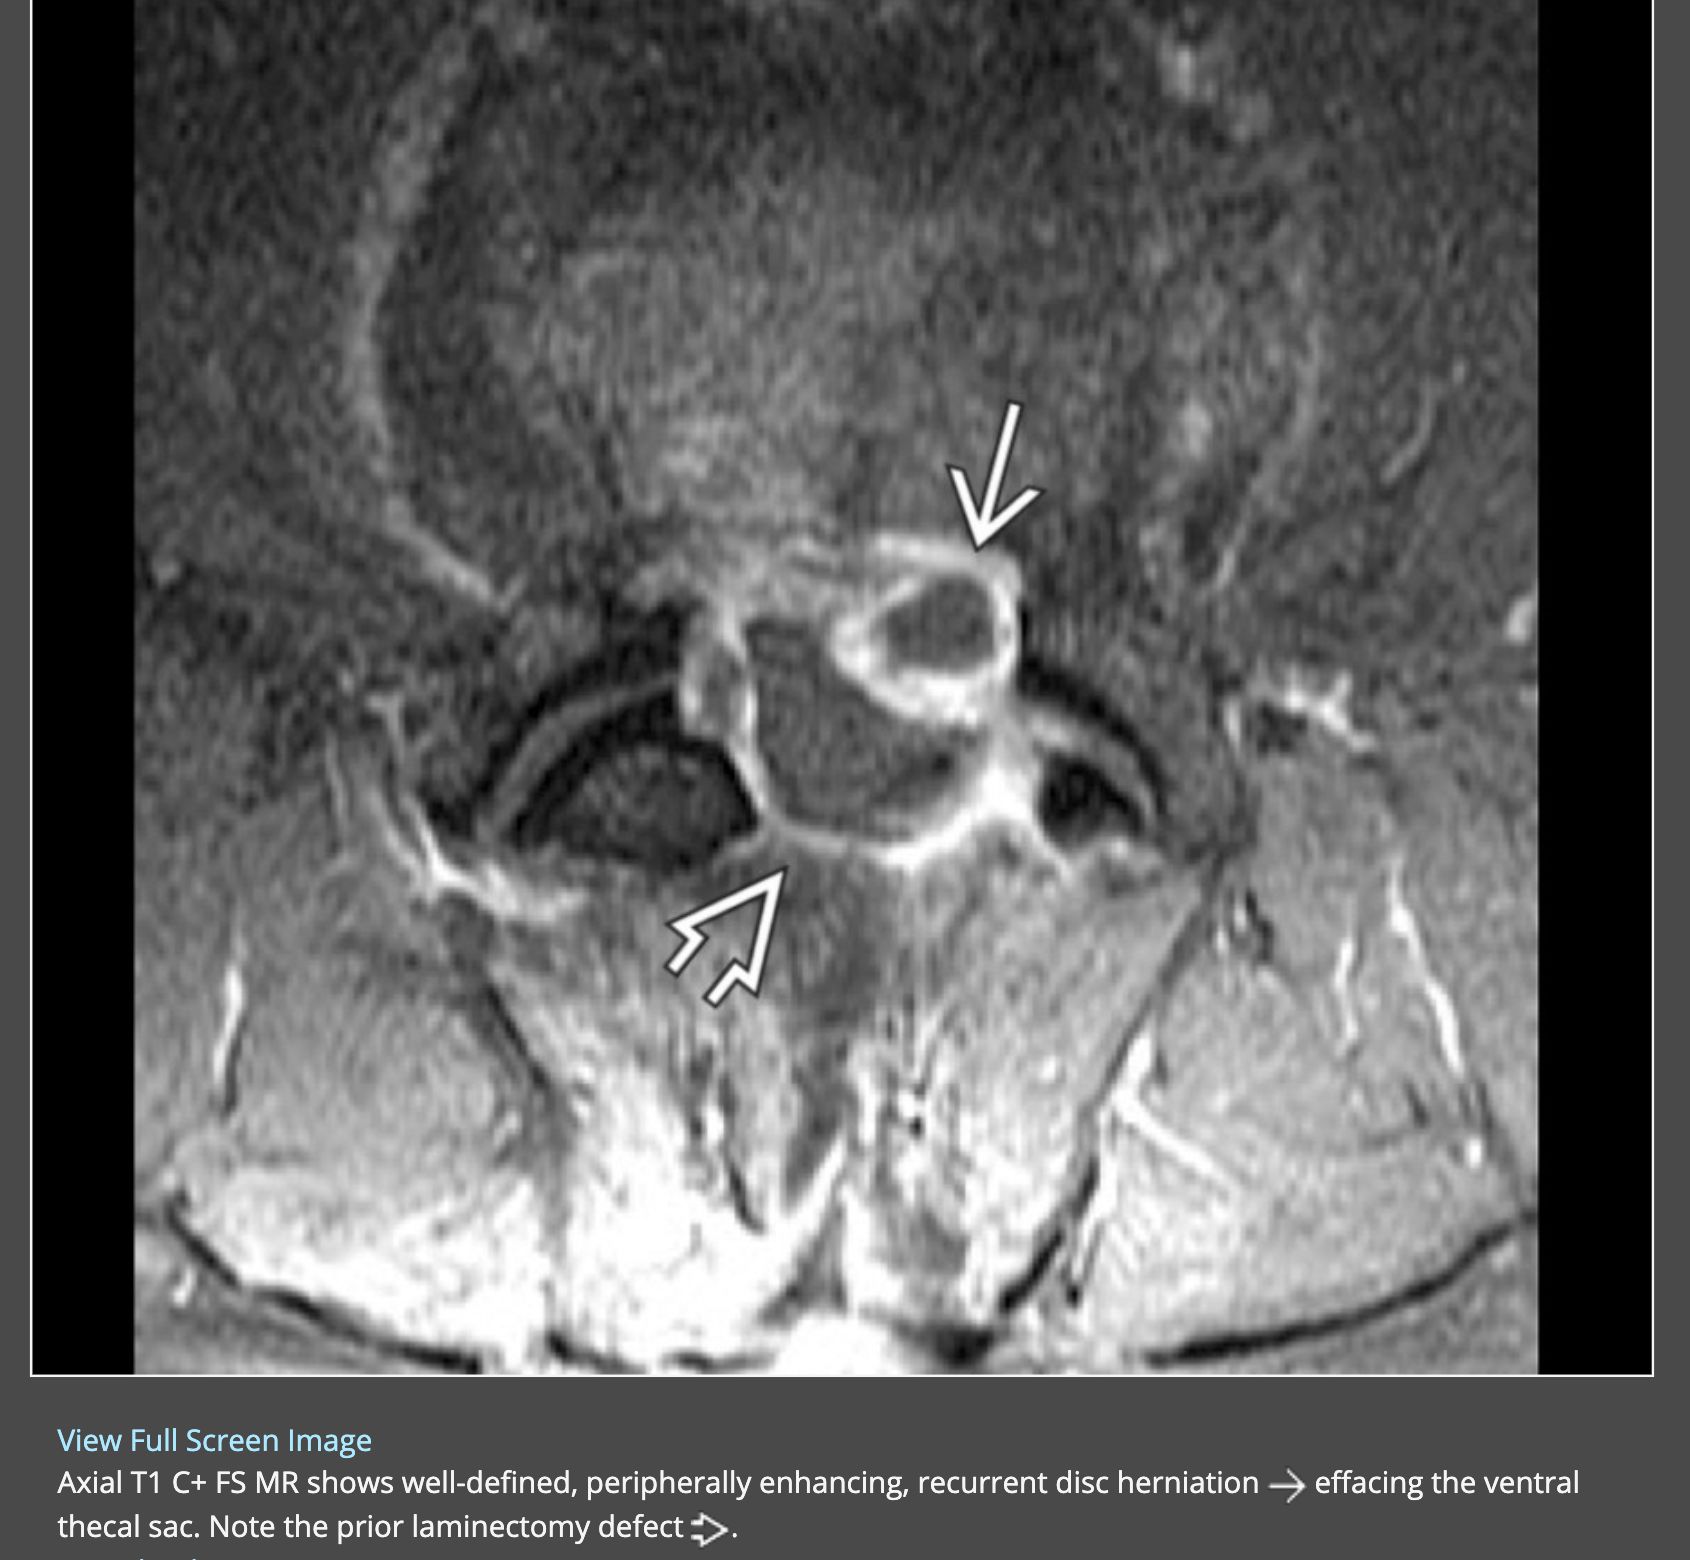 View Full Screen Image
Axial T1 C+ FS MR shows well-defined, peripherally enhancing, recurrent disc herniation → effacing the ventral
thecal sac. Note the prior laminectomy defect ➩.